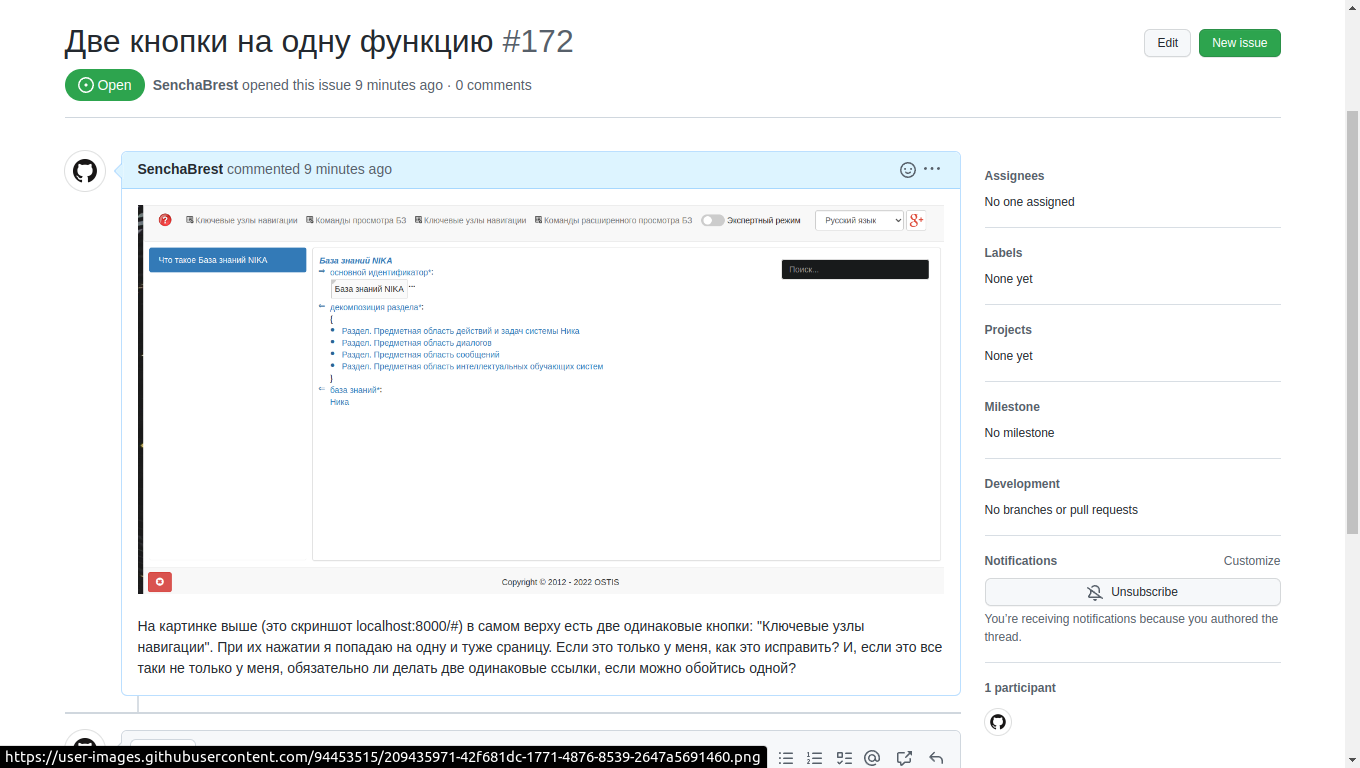 Две кнопки на одну функцию #172
Edit
New issue
Open
SenchaBrest opened this issue 9 minutes ago · 0 comments
SenchaBrest commented 9 minutes ago
Ключевые узлы навигации
Команды просмотра БЗ
Ключевые узлы навигации
Команды расширенного просмотра БЗ
Экспертный режим
Русский язык
g+
Что такое База знаний NIKA
База знаний NIKA
Поиск...
основной идентификатор*:
База знаний NIKA
декомпозиция раздела*:
{
Раздел. Предметная область действий и задач системы Ника
Раздел. Предметная область диалогов
Раздел. Предметная область сообщений
Раздел. Предметная область интеллектуальных обучающих систем
}
база знаний*:
Ника
Copyright © 2012 - 2022 OSTIS
На картинке выше (это скриншот localhost:8000/#) в самом верху есть две одинаковые кнопки: "Ключевые узлы
навигации". При их нажатии я попадаю на одну и туже сраницу. Если это только у меня, как это исправить? И, если это все
таки не только у меня, обязательно ли делать две одинаковые ссылки, если можно обойтись одной?
Assignees
No one assigned
Labels
None yet
Projects
None yet
Milestone
No milestone
Development
No branches or pull requests
Notifications
Customize
Unsubscribe
You're receiving notifications because you authored the
thread.
1 participant
https://user-images.githubusercontent.com/94453515/209435971-42f681dc-1771-4876-8539-2647a5691460.png